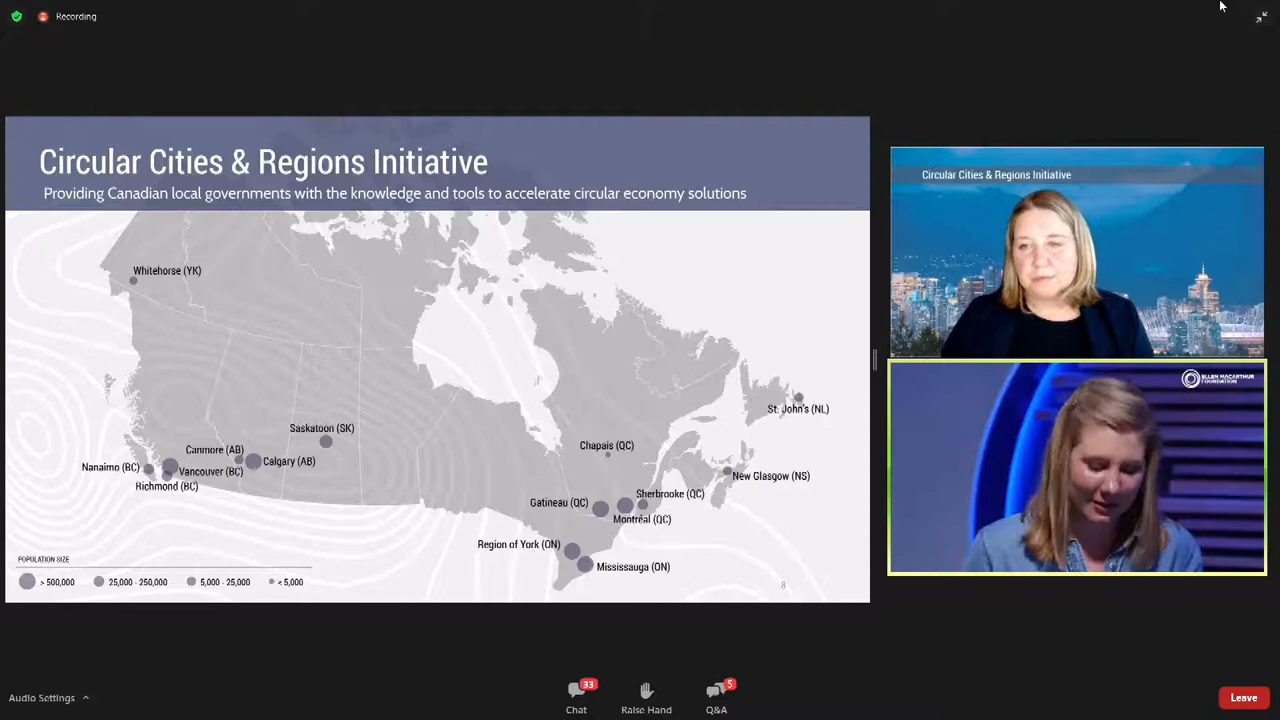 Recording
Circular Cities & Regions Initiative
Providing Canadian local governments with the knowledge and tools to accelerate circular economy solutions
Whitehorse (YK)
Saskatoon (SK)
Canmore (AB)
Calgary (AB)
Nanaimo (BC)
Vancouver (BC)
Richmond (BC)
St. John's (NL)
Chapais (QC)
New Glasgow (NS)
Sherbrooke (QC)
Gatineau (QC)
Montréal (QC)
Region of York (ON)
Mississauga (ON)
POPULATION SIZE
> 500,000
25,000 - 250,000
5,000 - 25,000
< 5,000
8
Circular Cities & Regions Initiative
ELLEN MACARTHUR
FOUNDATION
Audio Settings
33
Chat
Raise Hand
5
Q&A
Leave